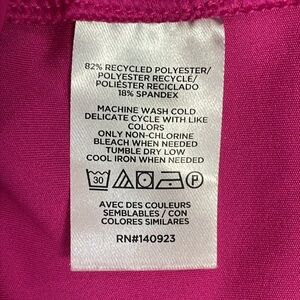 82% RECYCLED POLYESTER/
POLYESTER RECYCLÉ/
POLIÉSTER RECICLADO
18% SPANDEX
MACHINE WASH COLD
DELICATE CYCLE WITH LIKE
COLORS
ONLY NON-CHLORINE
BLEACH WHEN NEEDED
TUMBLE DRY LOW
COOL IRON WHEN NEEDED
30
AVEC DES COULEURS
SEMBLABLES / CON
COLORES SIMILARES
RN#140923